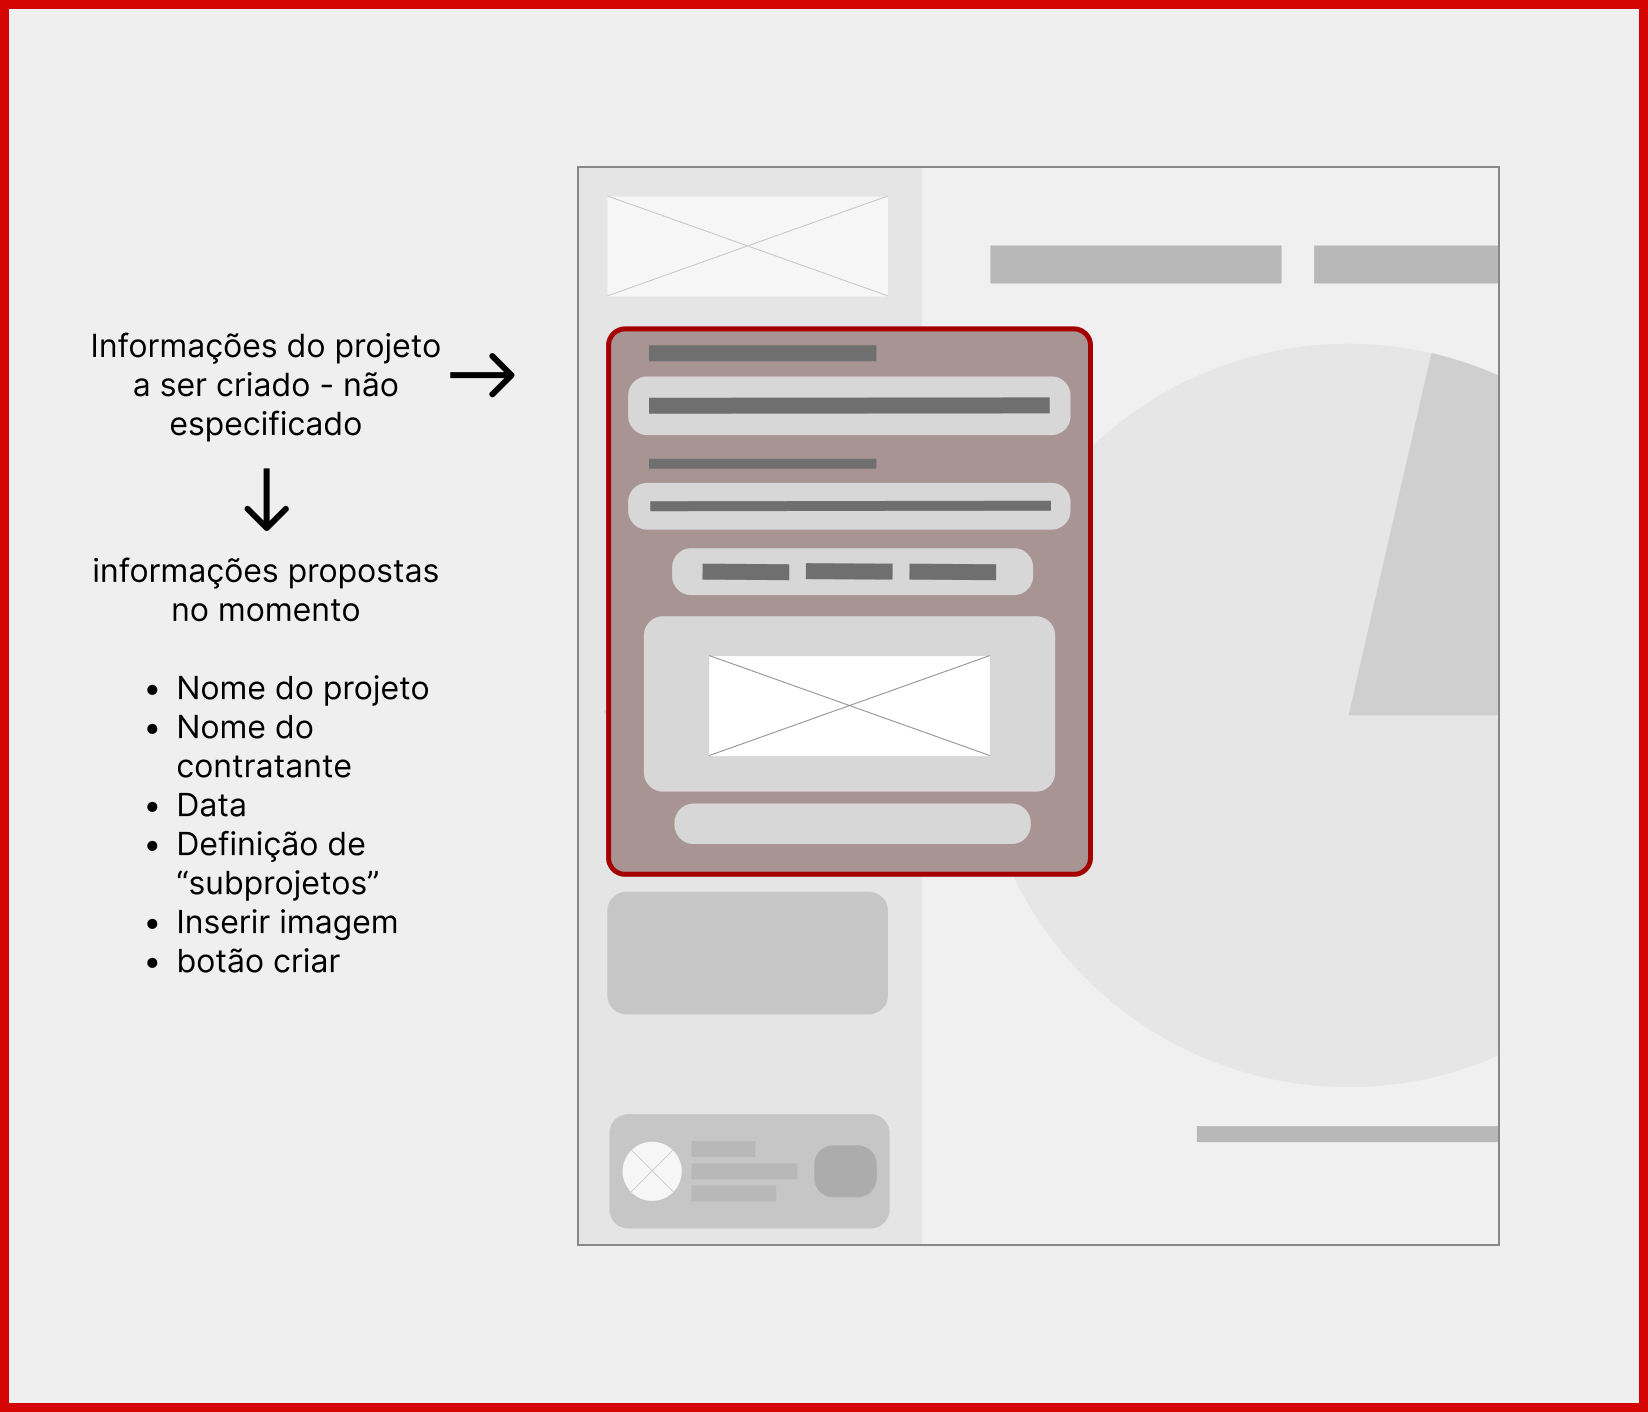 Informações do projeto
a ser criado - não
especificado
informações propostas
no momento
• Nome do projeto
• Nome do
contratante
• Data
• Definição de
“subprojetos”
• Inserir imagem
• botão criar